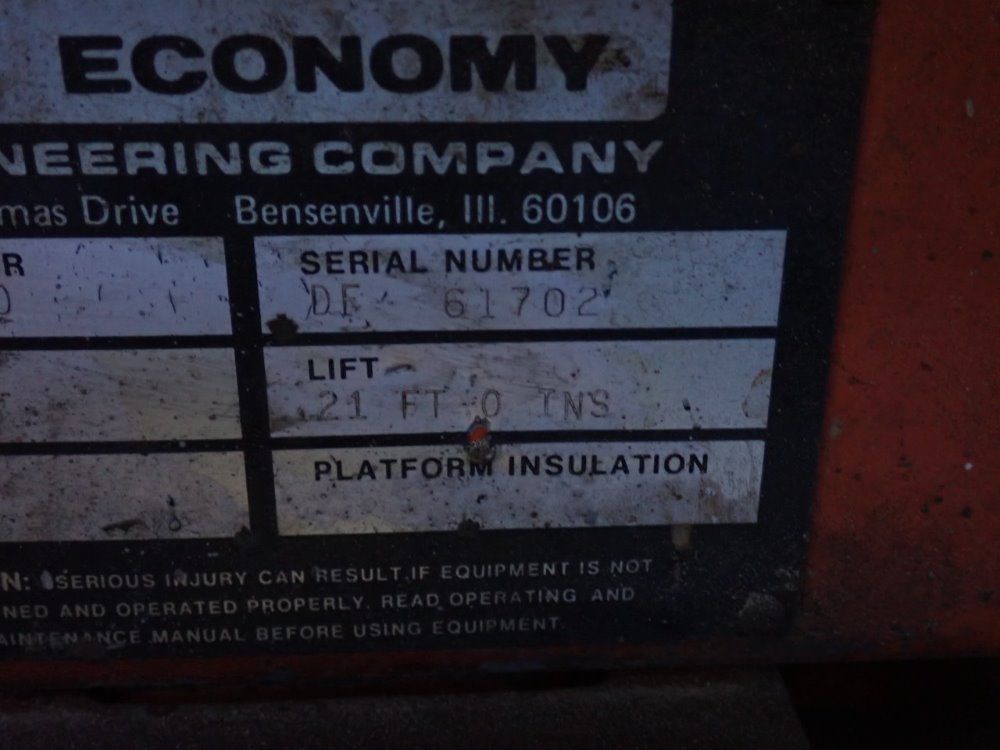 ECONOMY
NEERING COMPANY
mas Drive Bensenville, Ill. 60106
R SERIAL NUMBER
0 DE 61702
LIFT
21 FT 0 INS
PLATFORM INSULATION
N: SERIOUS INJURY CAN RESULT IF EQUIPMENT IS NOT
NED AND OPERATED PROPERLY. READ OPERATING AND
AINTENANCE MANUAL BEFORE USING EQUIPMENT.